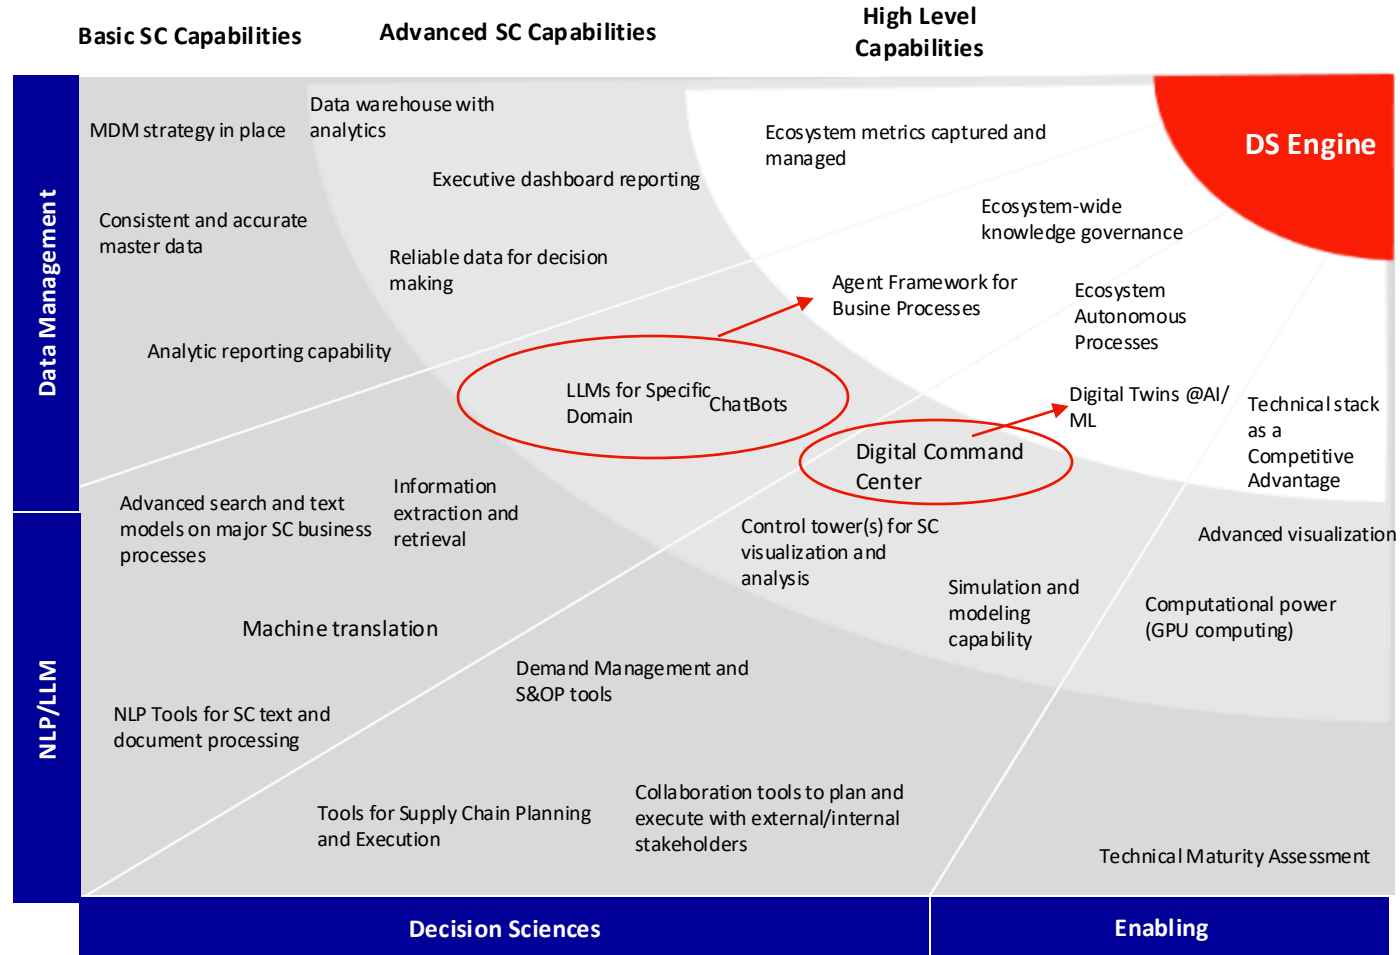 Basic SC Capabilities
Advanced SC Capabilities
High Level
Capabilities
Data Management
NLP/LLM
MDM strategy in place
Data warehouse with
analytics
Executive dashboard reporting
Consistent and accurate
master data
Reliable data for decision
making
Analytic reporting capability
Ecosystem metrics captured and
managed
DS Engine
Ecosystem-wide
knowledge governance
Agent Framework for
Busine Processes
Ecosystem
Autonomous
Processes
LLMs for Specific
Domain
ChatBots
Digital Twins @AI/
ML
Technical stack
as a
Competitive
Advantage
Digital Command
Center
Advanced search and text
models on major SC business
processes
Information
extraction and
retrieval
Control tower(s) for SC
visualization and
analysis
Advanced visualization
Simulation and
modeling
capability
Computational power
(GPU computing)
Machine translation
Demand Management and
S&OP tools
NLP Tools for SC text and
document processing
Tools for Supply Chain Planning
and Execution
Collaboration tools to plan and
execute with external/internal
stakeholders
Technical Maturity Assessment
Decision Sciences
Enabling